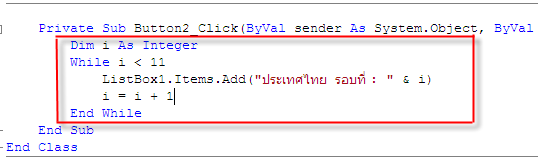 Private Sub Button2_Click(ByVal sender As System.Object, ByVal
Dim i As Integer
While i < 11
ListBox1.Items.Add("ประเทศไทย รอบที่ : " & i)
i = i + 1
End While
End Sub
End Class